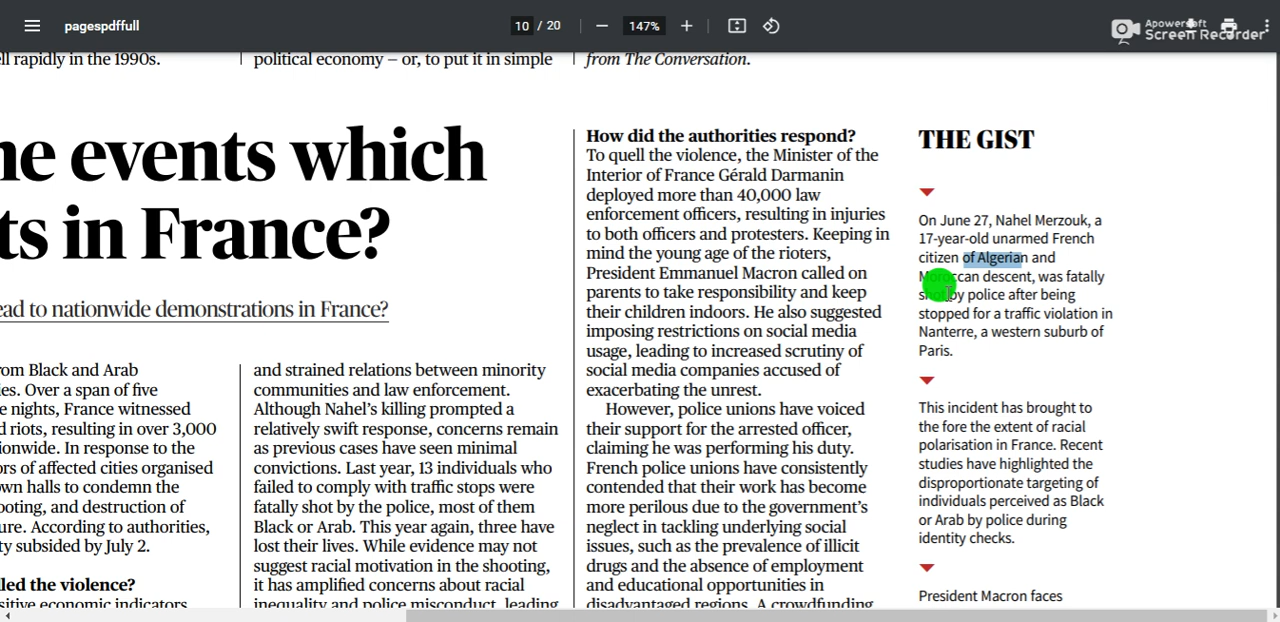 pagespdffull
10 / 20
147%
Apowersoft
Screen Recorder
ll rapidly in the 1990s.
political economy – or, to put it in simple
from The Conversation.
ne events which
ts in France?
ead to nationwide demonstrations in France?
rom Black and Arab
ies. Over a span of five
e nights, France witnessed
d riots, resulting in over 3,000
ionwide. In response to the
ors of affected cities organised
own halls to condemn the
ooting, and destruction of
ure. According to authorities,
ty subsided by July 2.
lled the violence?
sitive economic indicators
and strained relations between minority
communities and law enforcement.
Although Nahel's killing prompted a
relatively swift response, concerns remain
as previous cases have seen minimal
convictions. Last year, 13 individuals who
failed to comply with traffic stops were
fatally shot by the police, most of them
Black or Arab. This year again, three have
lost their lives. While evidence may not
suggest racial motivation in the shooting,
it has amplified concerns about racial
inequality and police misconduct, leading
How did the authorities respond?
To quell the violence, the Minister of the
Interior of France Gérald Darmanin
deployed more than 40,000 law
enforcement officers, resulting in injuries
to both officers and protesters. Keeping in
mind the young age of the rioters,
President Emmanuel Macron called on
parents to take responsibility and keep
their children indoors. He also suggested
imposing restrictions on social media
usage, leading to increased scrutiny of
social media companies accused of
exacerbating the unrest.
However, police unions have voiced
their support for the arrested officer,
claiming he was performing his duty.
French police unions have consistently
contended that their work has become
more perilous due to the government's
neglect in tackling underlying social
issues, such as the prevalence of illicit
drugs and the absence of employment
and educational opportunities in
disadvantaged regions. A crowdfunding
THE GIST
On June 27, Nahel Merzouk, a
17-year-old unarmed French
citizen of Algerian and
Moroccan descent, was fatally
shot by police after being
stopped for a traffic violation in
Nanterre, a western suburb of
Paris.
This incident has brought to
the fore the extent of racial
polarisation in France. Recent
studies have highlighted the
disproportionate targeting of
individuals perceived as Black
or Arab by police during
identity checks.
President Macron faces